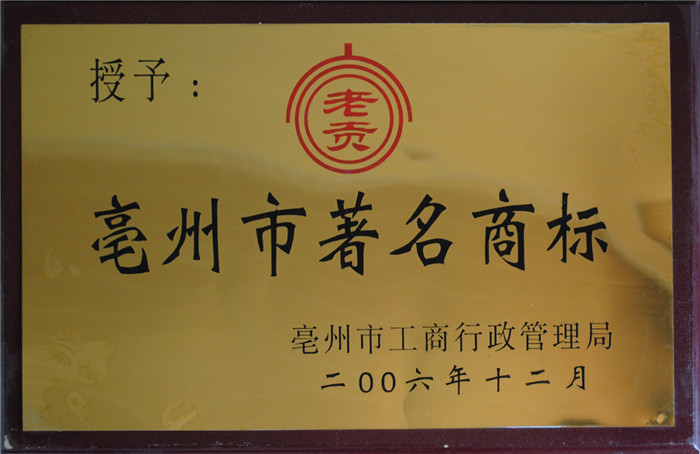 授予：
老贡
亳州市著名商标
亳州市工商行政管理局
二00六年十二月